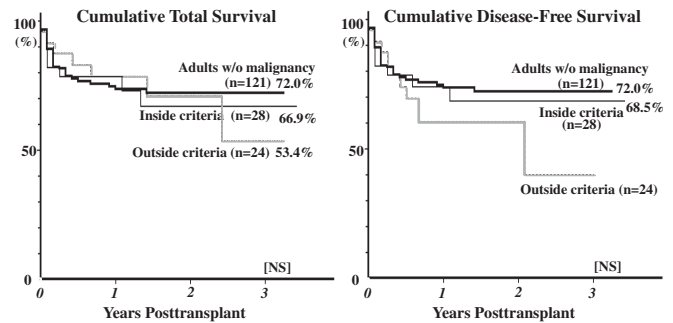 Cumulative Total Survival
100
(%)
Adults w/o malignancy
(n=121) 72.0%
Inside criteria (n=28) 66.9%
50
Outside criteria (n=24) 53.4%
[NS]
0
0 1 2 3
Years Posttransplant
Cumulative Disease-Free Survival
100
(%)
Adults w/o malignancy
(n=121) 72.0%
Inside criteria 68.5%
(n=28)
50
Outside criteria (n=24)
[NS]
0
0 1 2 3
Years Posttransplant